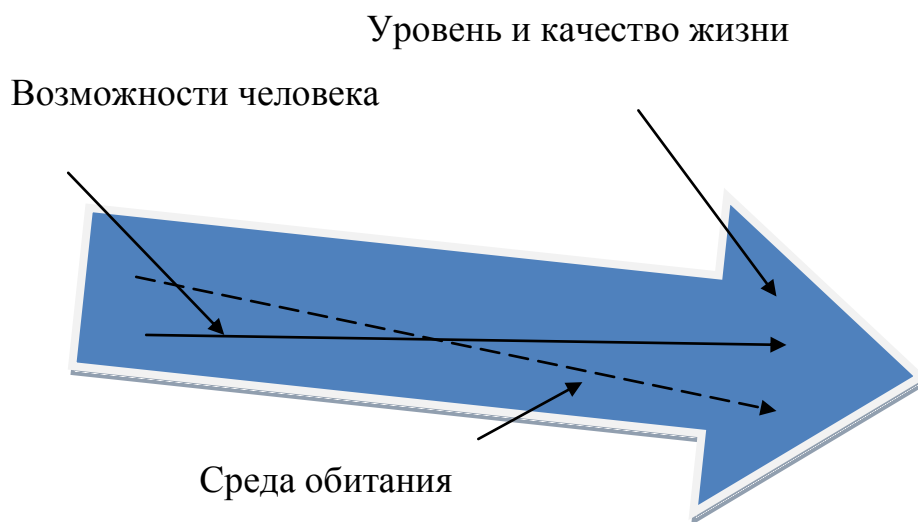 Уровень и качество жизни
Возможности человека
Среда обитания